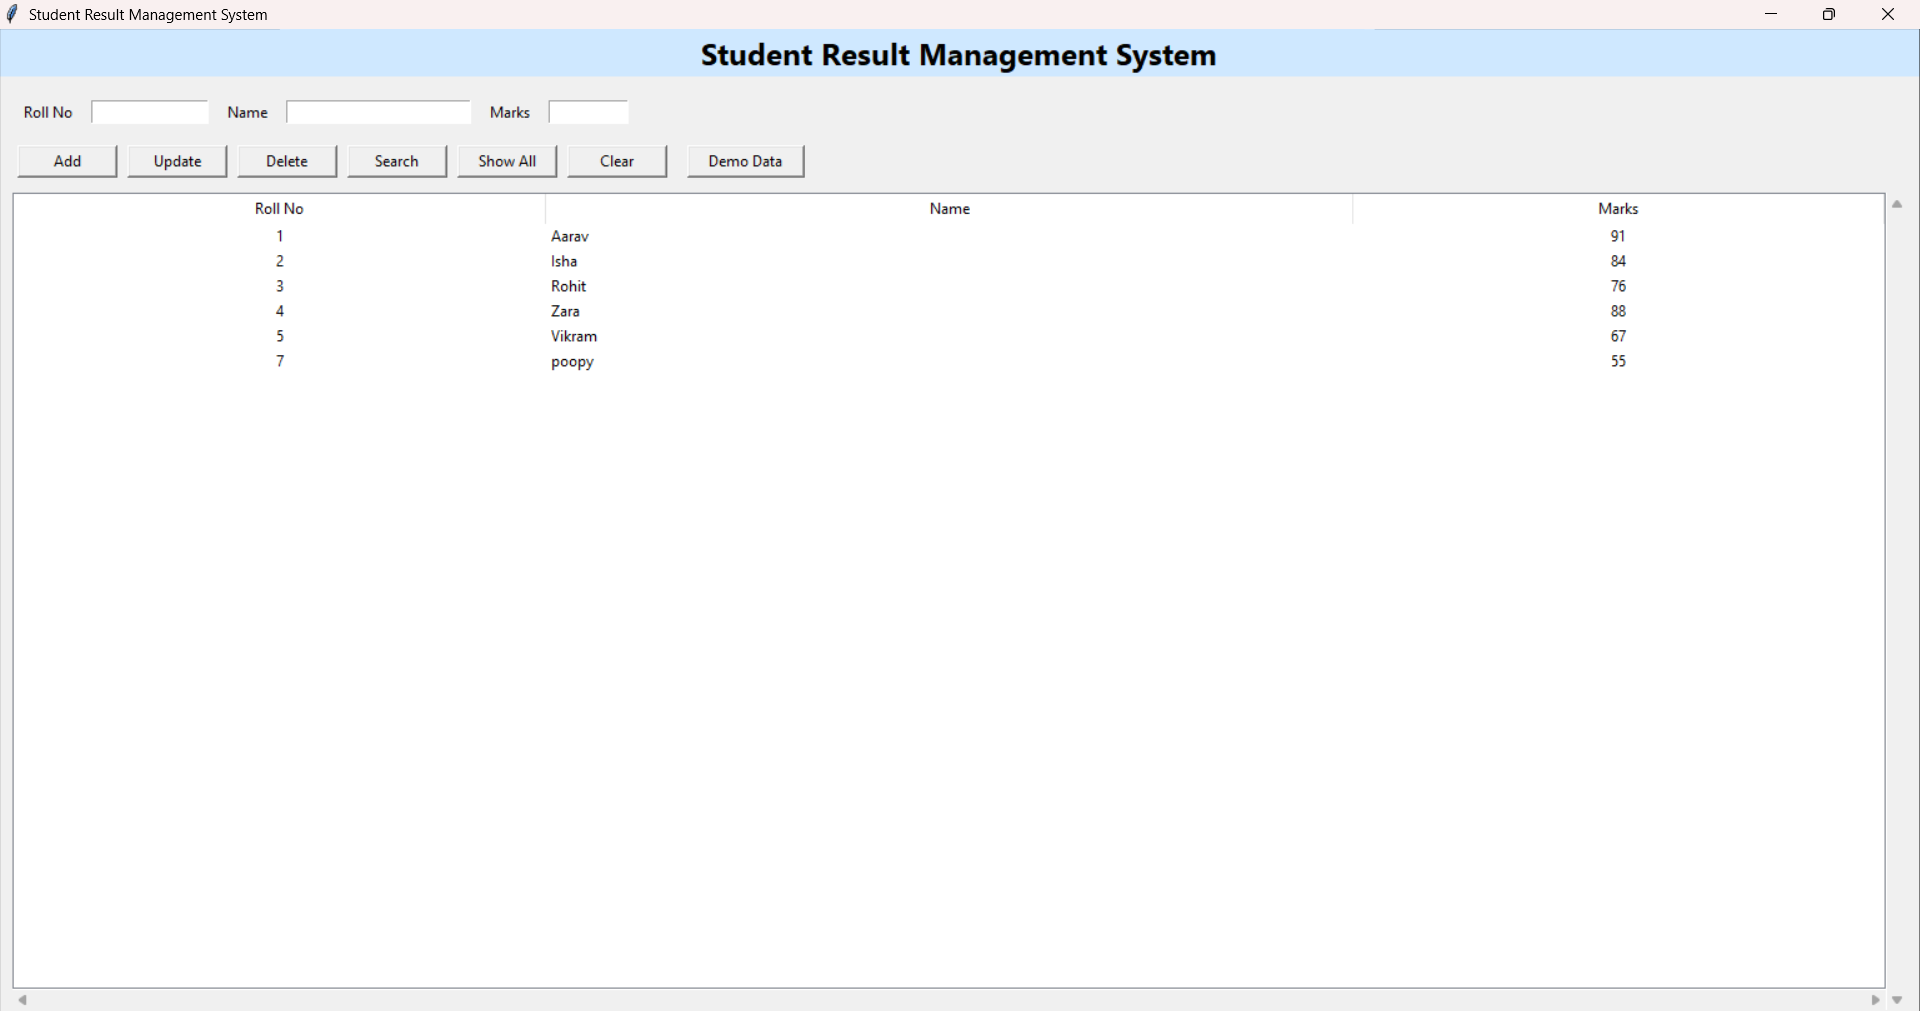 Student Result Management System
Student Result Management System
Roll No Name Marks
Add Update Delete Search Show All Clear Demo Data
Roll No Name Marks
1 Aarav 91
2 Isha 84
3 Rohit 76
4 Zara 88
5 Vikram 67
7 poopy 55